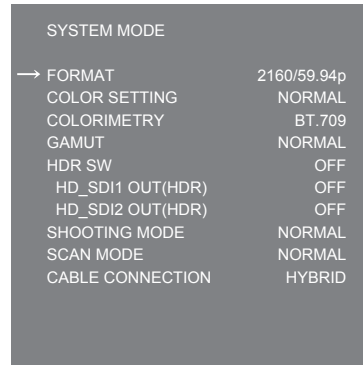 SYSTEM MODE
→ FORMAT 2160/59.94p
COLOR SETTING NORMAL
COLORIMETRY BT.709
GAMUT NORMAL
HDR SW OFF
HD_SDI1 OUT(HDR) OFF
HD_SDI2 OUT(HDR) OFF
SHOOTING MODE NORMAL
SCAN MODE NORMAL
CABLE CONNECTION HYBRID